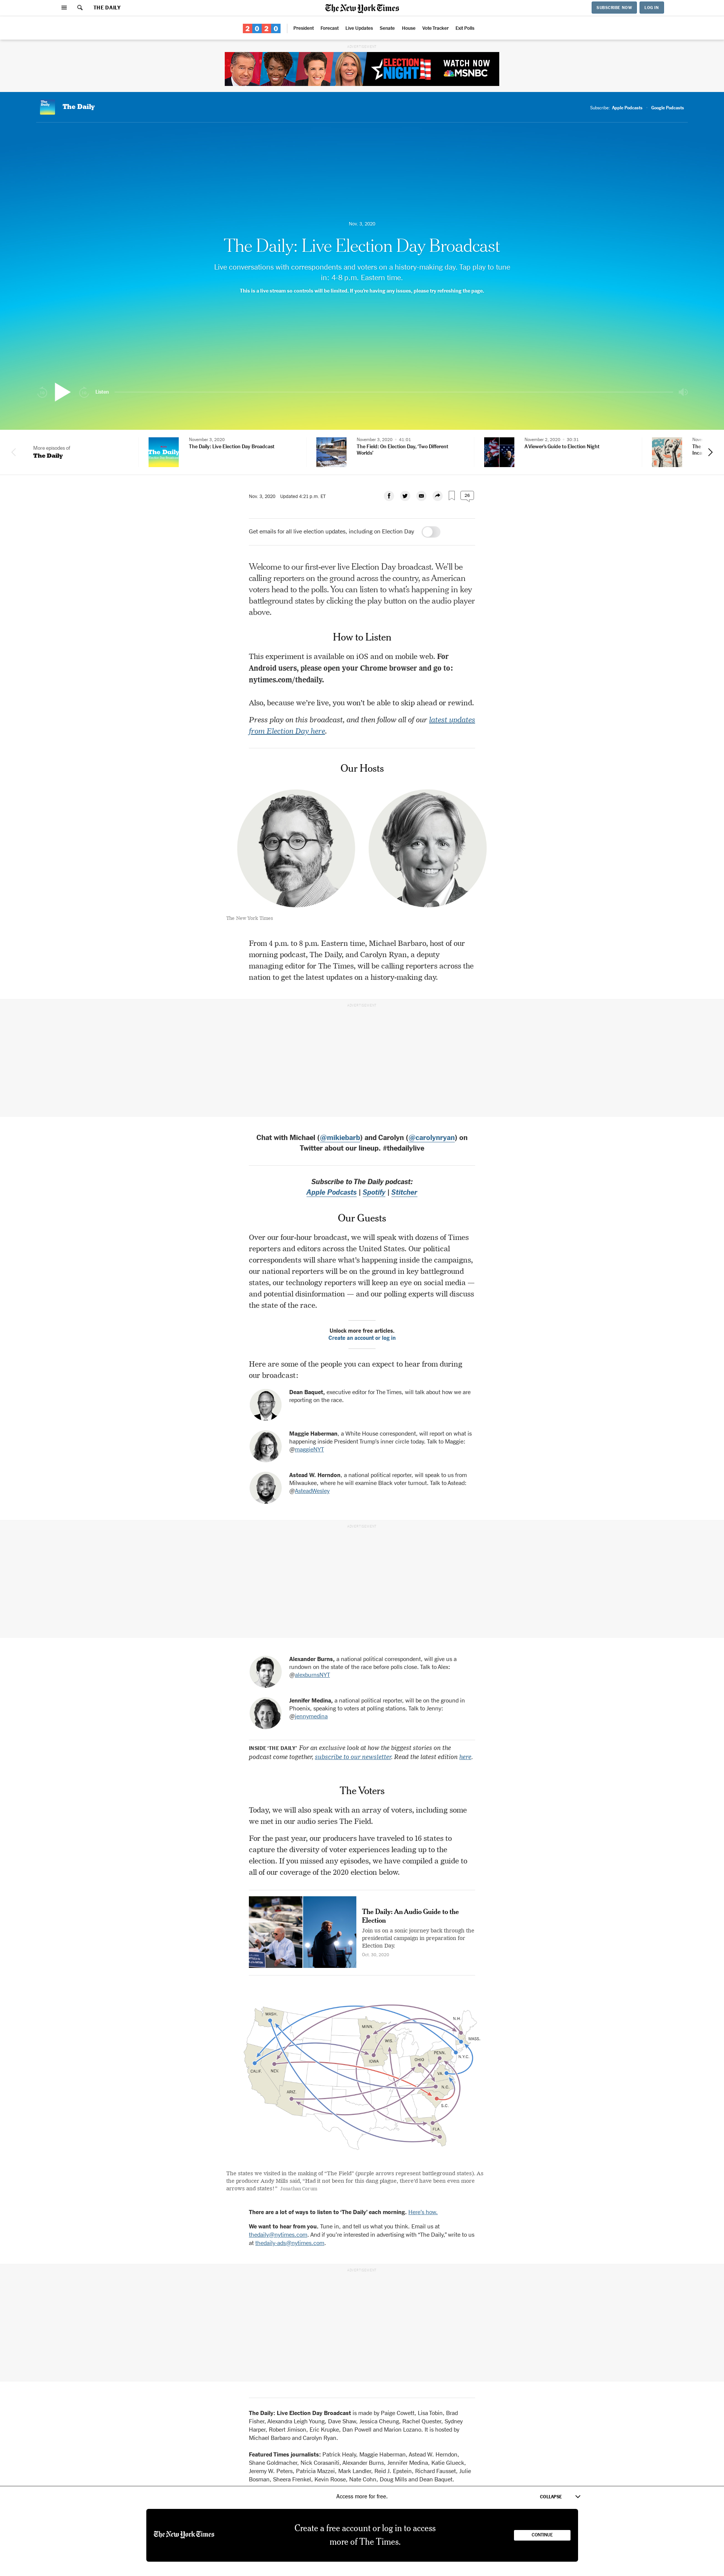 THE DAILY
The New York Times
SUBSCRIBE NOW
LOG IN
2020
President Forecast Live Updates Senate House Vote Tracker Exit Polls
ADVERTISEMENT
ELECTION NIGHT
WATCH NOW
MSNBC
The Daily
The Daily
Subscribe: Apple Podcasts Google Podcasts
Nov. 3, 2020
The Daily: Live Election Day Broadcast
Live conversations with correspondents and voters on a history-making day. Tap play to tune
in: 4-8 p.m. Eastern time.
This is a live stream so controls will be limited. If you're having any issues, please try refreshing the page.
Listen
More episodes of
The Daily
The Daily
November 3, 2020
The Daily: Live Election Day Broadcast
November 3, 2020 · 41:01
The Field: On Election Day, 'Two Different
Worlds'
November 2, 2020 · 30:31
A Viewer's Guide to Election Night
Nov. 3, 2020 Updated 4:21 p.m. ET
26
Get emails for all live election updates, including on Election Day
Welcome to our first-ever live Election Day broadcast. We'll be
calling reporters on the ground across the country, as American
voters head to the polls. You can listen to what's happening in key
battleground states by clicking the play button on the audio player
above.
How to Listen
This experiment is available on iOS and on mobile web. For
Android users, please open your Chrome browser and go to:
nytimes.com/thedaily.
Also, because we're live, you won't be able to skip ahead or rewind.
Press play on this broadcast, and then follow all of our latest updates
from Election Day here.
Our Hosts
The New York Times
From 4 p.m. to 8 p.m. Eastern time, Michael Barbaro, host of our
morning podcast, The Daily, and Carolyn Ryan, a deputy
managing editor for The Times, will be calling reporters across the
nation to get the latest updates on a history-making day.
ADVERTISEMENT
Chat with Michael (@mikiebarb) and Carolyn (@carolynryan) on
Twitter about our lineup. #thedailylive
Subscribe to The Daily podcast:
Apple Podcasts | Spotify | Stitcher
Our Guests
Over our four-hour broadcast, we will speak with dozens of Times
reporters and editors across the United States. Our political
correspondents will share what's happening inside the campaigns,
our national reporters will be on the ground in key battleground
states, our technology reporters will keep an eye on social media —
and potential disinformation — and our polling experts will discuss
the state of the race.
Unlock more free articles.
Create an account or log in
Here are some of the people you can expect to hear from during
our broadcast:
Dean Baquet, executive editor for The Times, will talk about how we are
reporting on the race.
Maggie Haberman, a White House correspondent, will report on what is
happening inside President Trump's inner circle today. Talk to Maggie:
@maggieNYT
Astead W. Herndon, a national political reporter, will speak to us from
Milwaukee, where he will examine Black voter turnout. Talk to Astead:
@AsteadWesley
ADVERTISEMENT
Alexander Burns, a national political correspondent, will give us a
rundown on the state of the race before polls close. Talk to Alex:
@alexburnsNYT
Jennifer Medina, a national political reporter, will be on the ground in
Phoenix, speaking to voters at polling stations. Talk to Jenny:
@jennymedina
INSIDE 'THE DAILY' For an exclusive look at how the biggest stories on the
podcast come together, subscribe to our newsletter. Read the latest edition here.
The Voters
Today, we will also speak with an array of voters, including some
we met in our audio series The Field.
For the past year, our producers have traveled to 16 states to
capture the diversity of voter experiences leading up to the
election. If you missed any episodes, we have compiled a guide to
all of our coverage of the 2020 election below.
The Daily: An Audio Guide to the
Election
Join us on a sonic journey through the
presidential campaign in preparation for
Election Day.
Oct. 30, 2020
WASH.
MINN.
WIS.
N.H.
MASS.
N.Y.C.
PENN.
OHIO
IOWA
CALIF.
NEV.
VA.
N.C.
ARIZ.
S.C.
FLA.
The states we visited in the making of "The Field" (purple arrows represent battleground states). As
the producer Andy Mills said, "Had it not been for this dang plague, there'd have been even more
arrows and states!" Jonathan Corum
There are a lot of ways to listen to 'The Daily' each morning. Here's how.
We want to hear from you. Tune in, and tell us what you think. Email us at
thedaily@nytimes.com. And if you're interested in advertising with "The Daily," write to us
at thedaily-ads@nytimes.com.
ADVERTISEMENT
The Daily: Live Election Day Broadcast is made by Paige Cowett, Lisa Tobin, Brad
Fisher, Alexandra Leigh Young, Dave Shaw, Jessica Cheung, Rachel Quester, Sydney
Harper, Robert Jimison, Eric Krupke, Dan Powell and Marion Lozano. It is hosted by
Michael Barbaro and Carolyn Ryan.
Featured Times journalists: Patrick Healy, Maggie Haberman, Astead W. Herndon,
Shane Goldmacher, Nick Corasaniti, Alexander Burns, Jennifer Medina, Katie Glueck,
Jeremy W. Peters, Patricia Mazzei, Mark Landler, Reid J. Epstein, Richard Fausset, Julie
Bosman, Sheera Frenkel, Kevin Roose, Nate Cohn, Doug Mills and Dean Baquet.
Access more for free.
COLLAPSE
The New York Times
Create a free account or log in to access
more of The Times.
CONTINUE